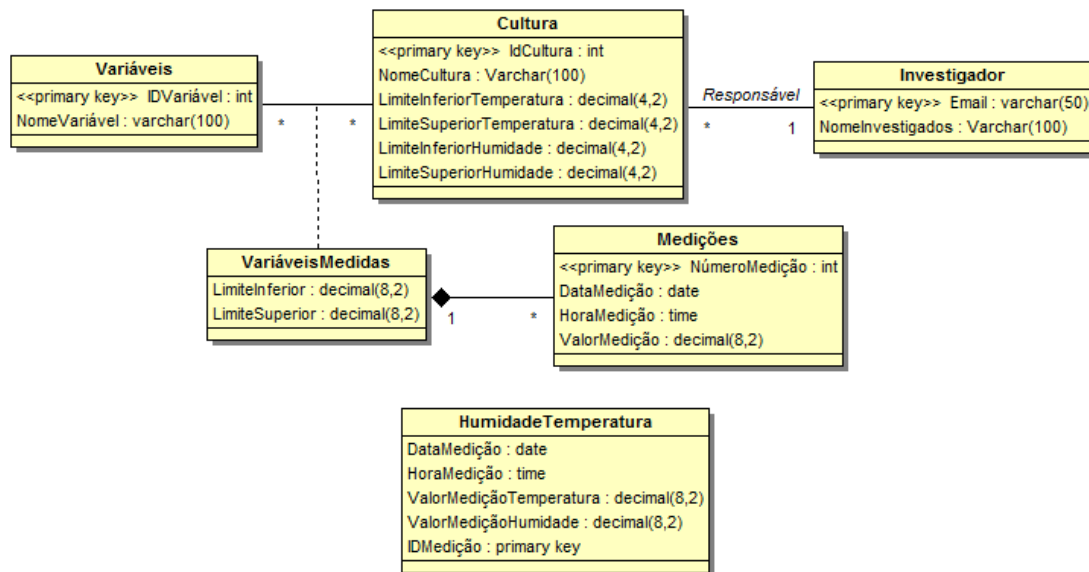 Variáveis
<<primary key>> IDVariável : int
NomeVariável : varchar(100)
*
*
Cultura
<<primary key>> IdCultura : int
NomeCultura : Varchar(100)
LimiteInferiorTemperatura : decimal(4,2)
LimiteSuperiorTemperatura : decimal(4,2)
LimiteInferiorHumidade : decimal(4,2)
LimiteSuperiorHumidade : decimal(4,2)
Responsável
*
1
Investigador
<<primary key>> Email : varchar(50)
NomeInvestigados : Varchar(100)
VariáveisMedidas
LimiteInferior : decimal(8,2)
LimiteSuperior : decimal(8,2)
1
*
Medições
<<primary key>> NúmeroMedição : int
DataMedição : date
HoraMedição : time
ValorMedição : decimal(8,2)
HumidadeTemperatura
DataMedição : date
HoraMedição : time
ValorMediçãoTemperatura : decimal(8,2)
ValorMediçãoHumidade : decimal(8,2)
IDMedição : primary key